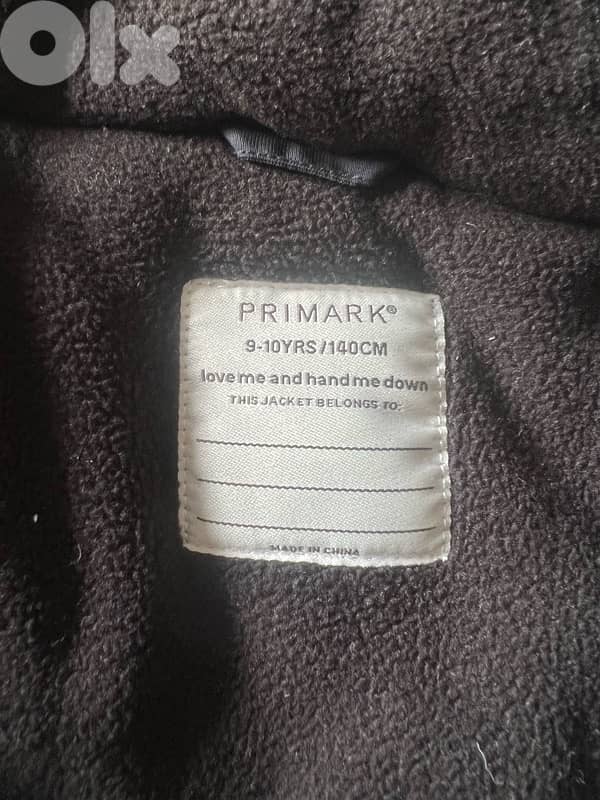 olx
PRIMARK®
9-10YRS/140CM
love me and hand me down
THIS JACKET BELONGS TO:
MADE IN CHINA